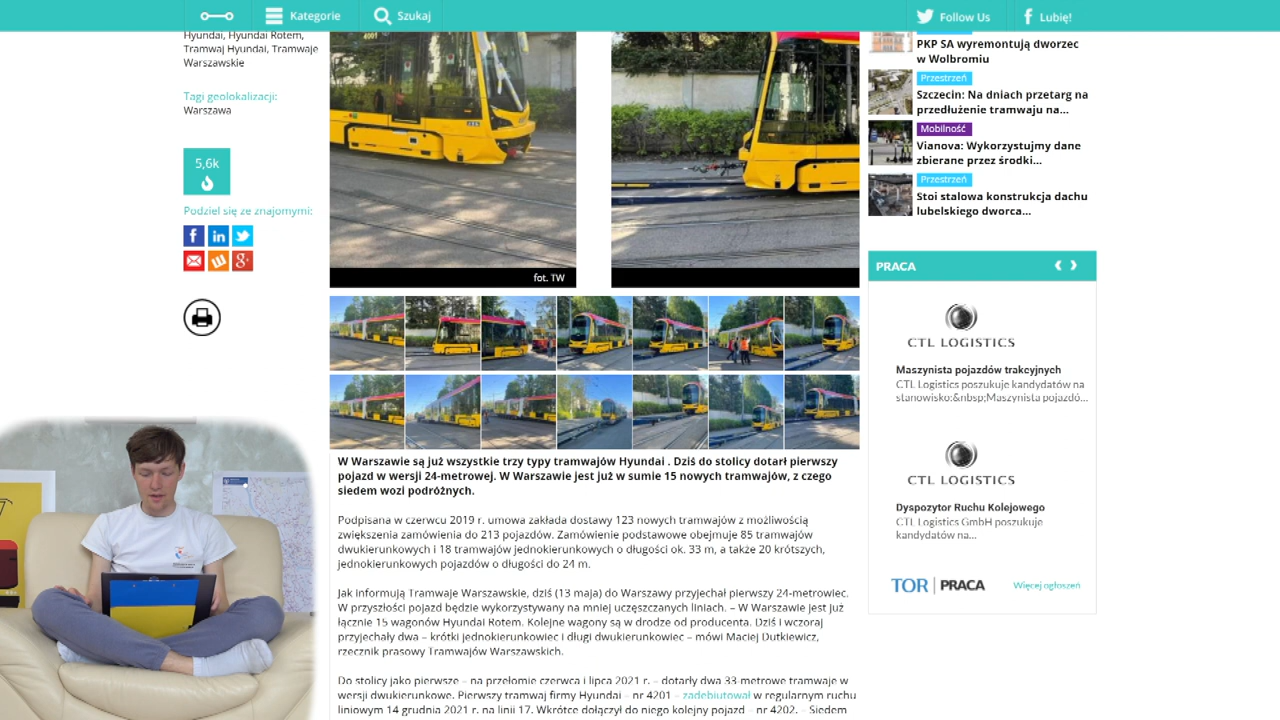 Kategorie
Szukaj
Follow Us
Lubię!
Hyundai, Hyundai Rotem,
Tramwaj Hyundai, Tramwaje
Warszawskie
Tagi geolokalizacji:
Warszawa
5,6k
Podziel się ze znajomymi:
4001
fot. TW
W Warszawie są już wszystkie trzy typy tramwajów Hyundai . Dziś do stolicy dotarł pierwszy
pojazd w wersji 24-metrowej. W Warszawie jest już w sumie 15 nowych tramwajów, z czego
siedem wozi podróżnych.
Podpisana w czerwcu 2019 r. umowa zakłada dostawy 123 nowych tramwajów z możliwością
zwiększenia zamówienia do 213 pojazdów. Zamówienie podstawowe obejmuje 85 tramwajów
dwukierunkowych i 18 tramwajów jednokierunkowych o długości ok. 33 m, a także 20 krótszych,
jednokierunkowych pojazdów o długości do 24 m.
Jak informują Tramwaje Warszawskie, dziś (13 maja) do Warszawy przyjechał pierwszy 24-metrowiec.
W przyszłości pojazd będzie wykorzystywany na mniej uczęszczanych liniach. – W Warszawie jest już
łącznie 15 wagonów Hyundai Rotem. Kolejne wagony są w drodze od producenta. Dziś i wczoraj
przyjechały dwa – krótki jednokierunkowiec i długi dwukierunkowiec – mówi Maciej Dutkiewicz,
rzecznik prasowy Tramwajów Warszawskich.
Do stolicy jako pierwsze – na przełomie czerwca i lipca 2021 r. – dotarły dwa 33-metrowe tramwaje w
wersji dwukierunkowe. Pierwszy tramwaj firmy Hyundai – nr 4201 – zadebiutował w regularnym ruchu
liniowym 14 grudnia 2021 r. na linii 17. Wkrótce dołączył do niego kolejny pojazd – nr 4202. – Siedem
PKP SA wyremontują dworzec
w Wolbromiu
Przestrzeń
Szczecin: Na dniach przetarg na
przedłużenie tramwaju na...
Mobilność
Vianova: Wykorzystujmy dane
zbierane przez środki...
Przestrzeń
Stoi stalowa konstrukcja dachu
lubelskiego dworca...
PRACA
CTL LOGISTICS
Maszynista pojazdów trakcyjnych
CTL Logistics poszukuje kandydatów na
stanowisko:&nbsp;Maszynista pojazdó...
CTL LOGISTICS
Dyspozytor Ruchu Kolejowego
CTL Logistics GmbH poszukuje
kandydatów na...
TOR | PRACA
Więcej ogłoszeń